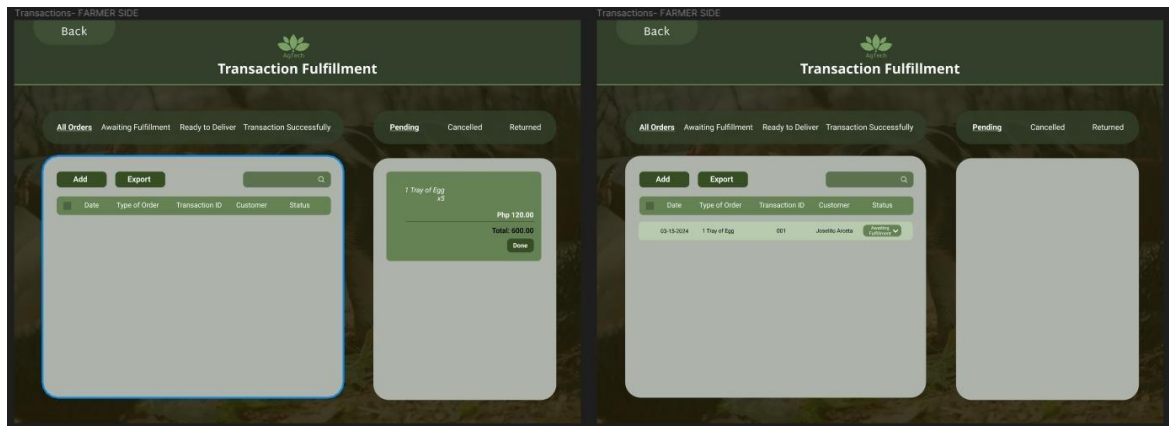 Transactions- FARMER SIDE
Back
AgTech
Transaction Fulfillment
All Orders Awaiting Fulfillment Ready to Deliver Transaction Successfully
Pending Cancelled Returned
Add Export
Date Type of Order Transaction ID Customer Status
1 Tray of Egg
x5
Php 120.00
Total: 600.00
Done
Transactions- FARMER SIDE
Back
AgTech
Transaction Fulfillment
All Orders Awaiting Fulfillment Ready to Deliver Transaction Successfully
Pending Cancelled Returned
Add Export
Date Type of Order Transaction ID Customer Status
03-15-2024 1 Tray of Egg 001 Joselito Arceta Awaiting
Fulfillment